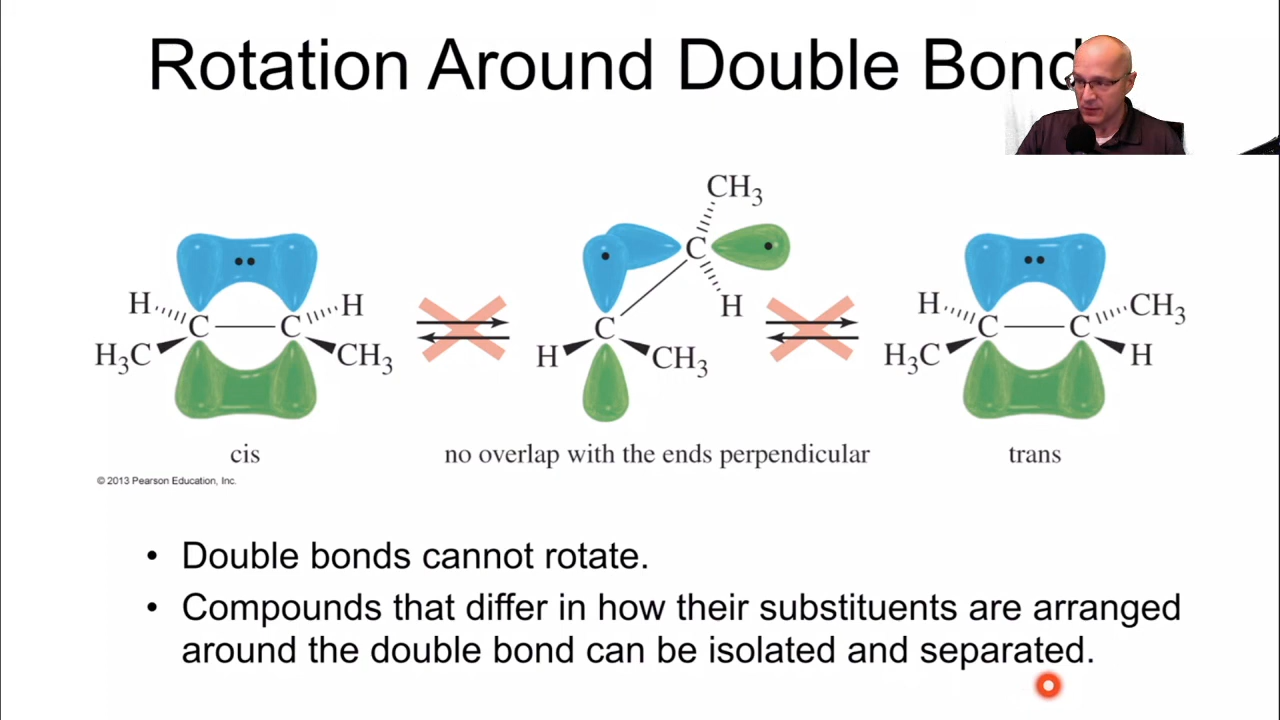 Rotation Around Double Bond
CH₃
H C C H
H₃C CH₃
C
H
C
H CH₃
H C C CH₃
H₃C H
cis
no overlap with the ends perpendicular
trans
© 2013 Pearson Education, Inc.
• Double bonds cannot rotate.
• Compounds that differ in how their substituents are arranged
around the double bond can be isolated and separated.